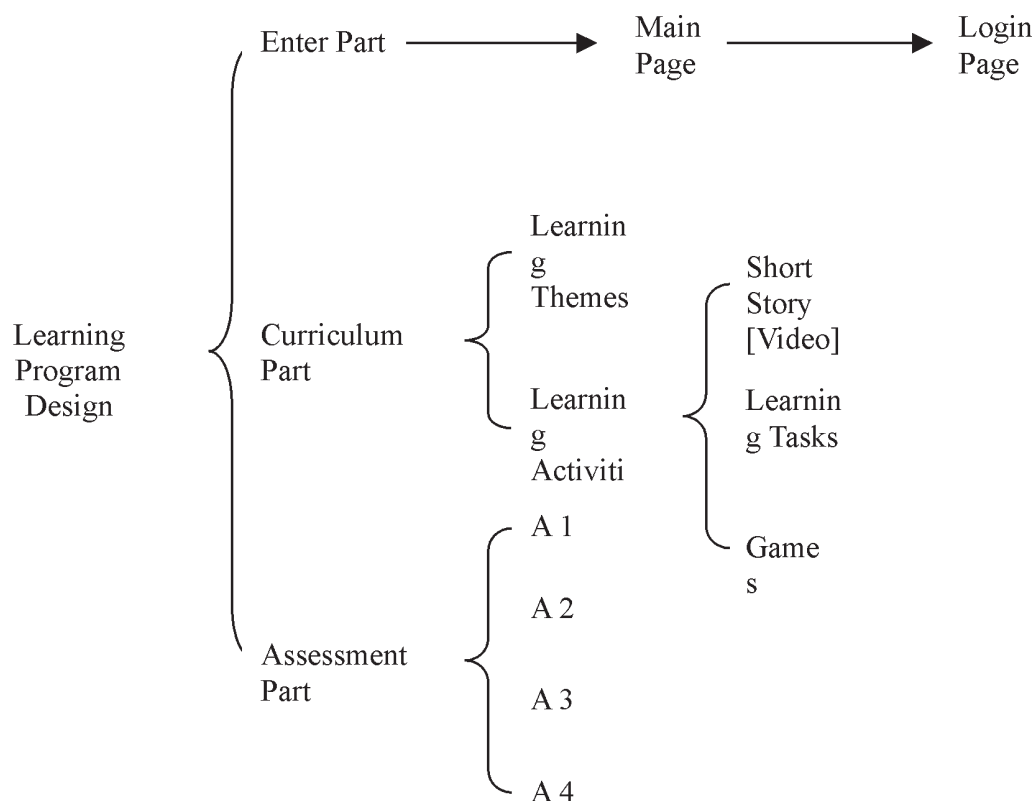 Enter Part
Main
Page
Login
Page
Learning
Program
Design
Curriculum
Part
Learnin
g
Themes
Learnin
g
Activiti
Short
Story
[Video]
Learnin
g Tasks
Game
s
Assessment
Part
A 1
A 2
A 3
A 4